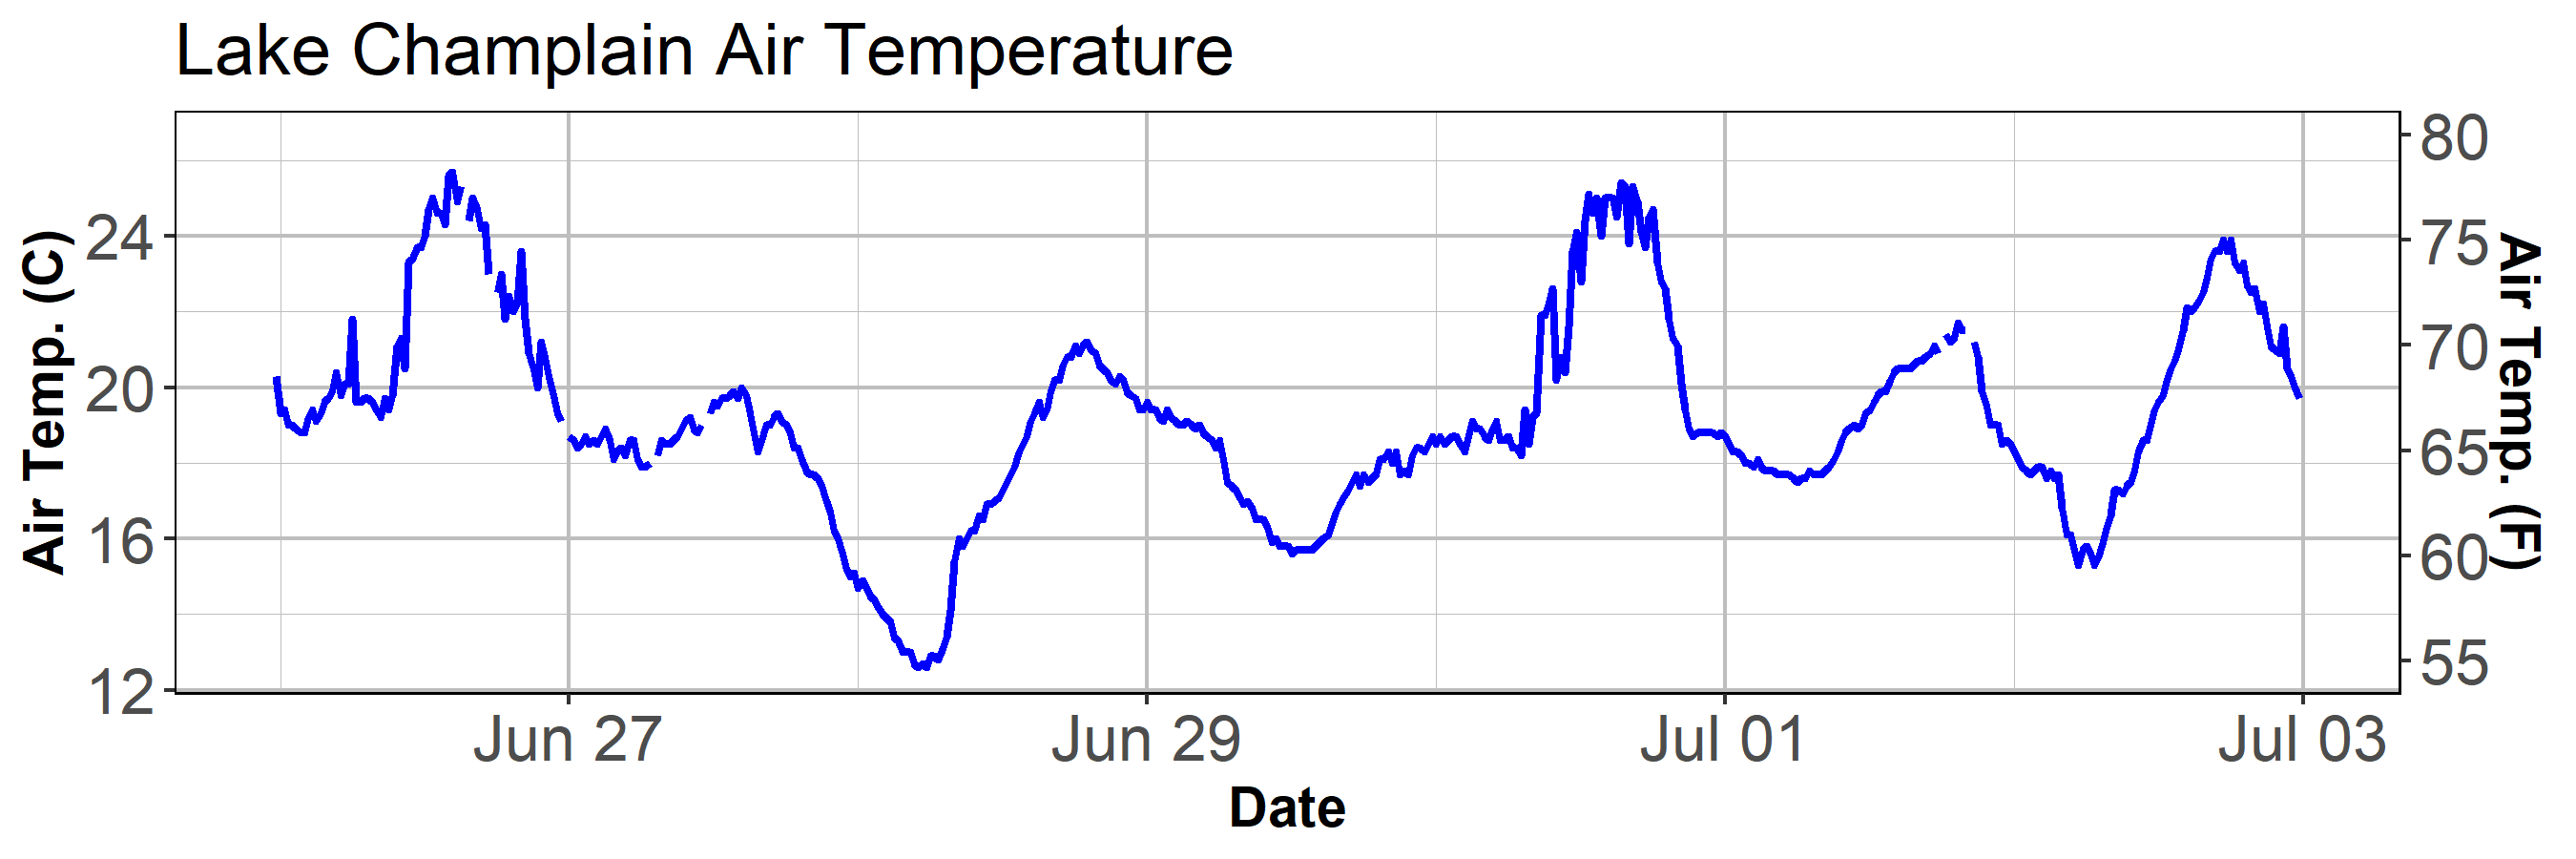 Lake Champlain Air Temperature
Air Temp. (C)
24
20
16
12
80
75
70
65
60
55
Air Temp. (F)
Jun 27
Jun 29
Jul 01
Jul 03
Date